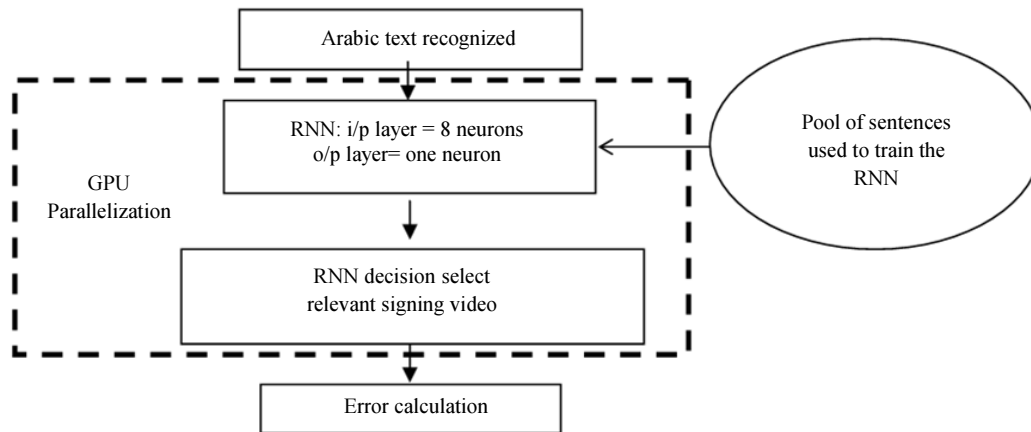 Arabic text recognized
RNN: i/p layer = 8 neurons
o/p layer= one neuron
Pool of sentences
used to train the
RNN
GPU
Parallelization
RNN decision select
relevant signing video
Error calculation